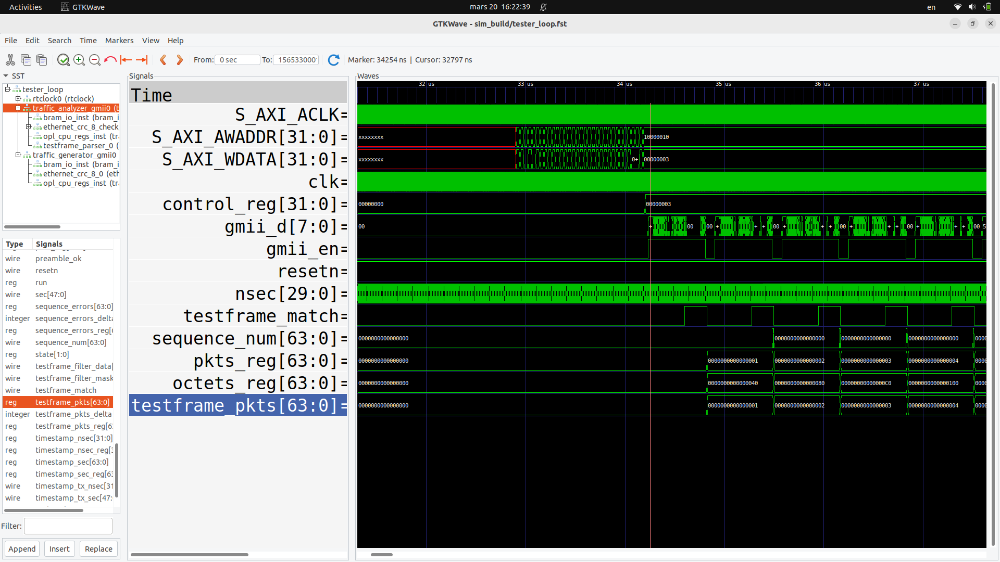 Activities GTKWave mars 20 16:22:39 en
GTKWave - sim_build/tester_loop.fst
File Edit Search Time Markers View Help
From: 0 sec To: 156533000 Marker: 34254 ns | Cursor: 32797 ns
SST
tester_loop
rtclock0 (rtclock)
traffic_analyzer_gmii0 (t
bram_io_inst (bram_i
ethernet_crc_8_check
opl_cpu_regs_inst (tra
testframe_parser_0 (
traffic_generator_gmii0
bram_io_inst (bram_i
ethernet_crc_8_0 (eth
opl_cpu_regs_inst (tra
Type Signals
wire preamble_ok
wire resetn
reg run
wire sec[47:0]
reg sequence_errors[63:0]
integer sequence_errors_delta
reg sequence_errors_reg[6
wire sequence_num[63:0]
reg state[1:0]
wire testframe_filter_data[
wire testframe_filter_mask
wire testframe_match
reg testframe_pkts[63:0]
integer testframe_pkts_delta
reg testframe_pkts_reg[6
reg timestamp_nsec[31:0]
reg timestamp_nsec_reg[3
reg timestamp_sec[63:0]
reg timestamp_sec_reg[63
wire timestamp_tx_nsec[31
wire timestamp_tx_sec[47:
Filter:
Append Insert Replace
Signals
Time
S_AXI_ACLK=
S_AXI_AWADDR[31:0]=
S_AXI_WDATA[31:0]=
clk=
control_reg[31:0]=
gmii_d[7:0]=
gmii_en=
resetn=
nsec[29:0]=
testframe_match=
sequence_num[63:0]=
pkts_reg[63:0]=
octets_reg[63:0]=
testframe_pkts[63:0]=
Waves
32 us 33 us 34 us 35 us 36 us 37 us
xxxxxxxx 10000010
xxxxxxxx 0+ 00000003
00000000 00000003
00 + 00 00 + + + 00 + + + 00 + + + 00 + + + 00 5
0000000000000000 0000000000000000 0000000000000000 0000000000000000 0000
0000000000000000 0000000000000001 0000000000000002 0000000000000003 0000000000000004 0000
0000000000000000 0000000000000040 0000000000000080 00000000000000C0 0000000000000100 0000
0000000000000000 0000000000000001 0000000000000002 0000000000000003 0000000000000004 0000